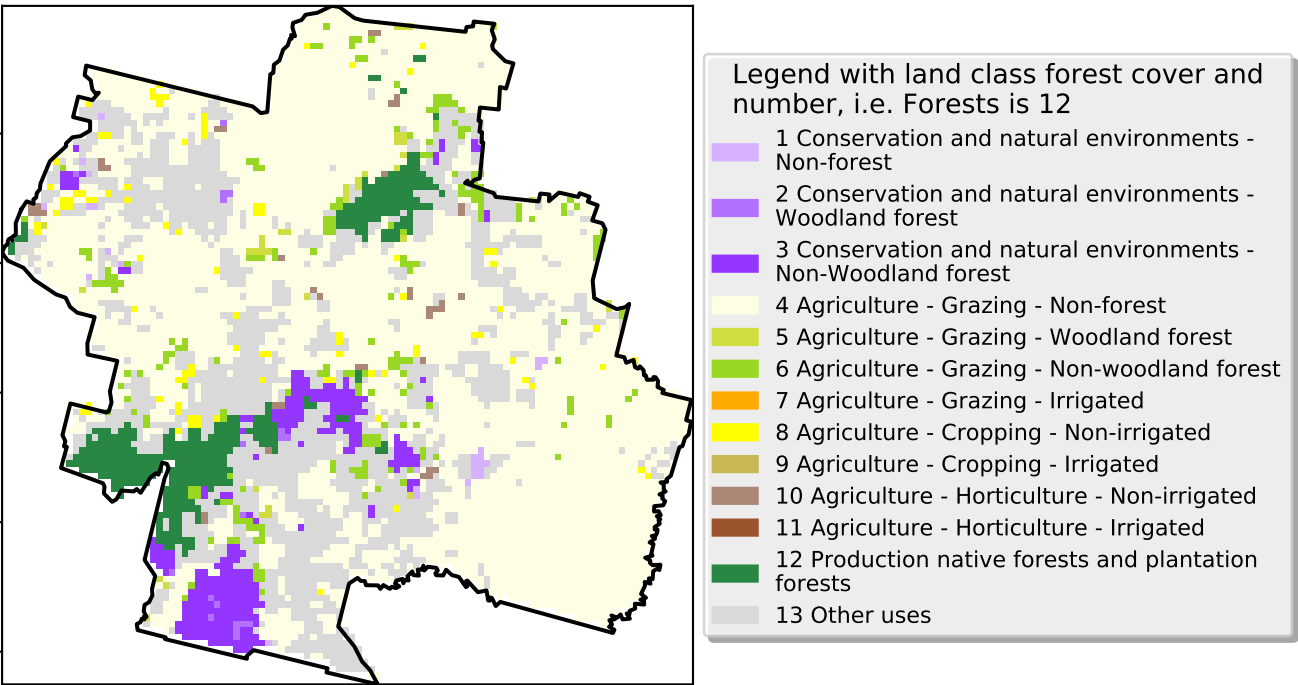 Legend with land class forest cover and
number, i.e. Forests is 12
1 Conservation and natural environments -
Non-forest
2 Conservation and natural environments -
Woodland forest
3 Conservation and natural environments -
Non-Woodland forest
4 Agriculture - Grazing - Non-forest
5 Agriculture - Grazing - Woodland forest
6 Agriculture - Grazing - Non-woodland forest
7 Agriculture - Grazing - Irrigated
8 Agriculture - Cropping - Non-irrigated
9 Agriculture - Cropping - Irrigated
10 Agriculture - Horticulture - Non-irrigated
11 Agriculture - Horticulture - Irrigated
12 Production native forests and plantation
forests
13 Other uses